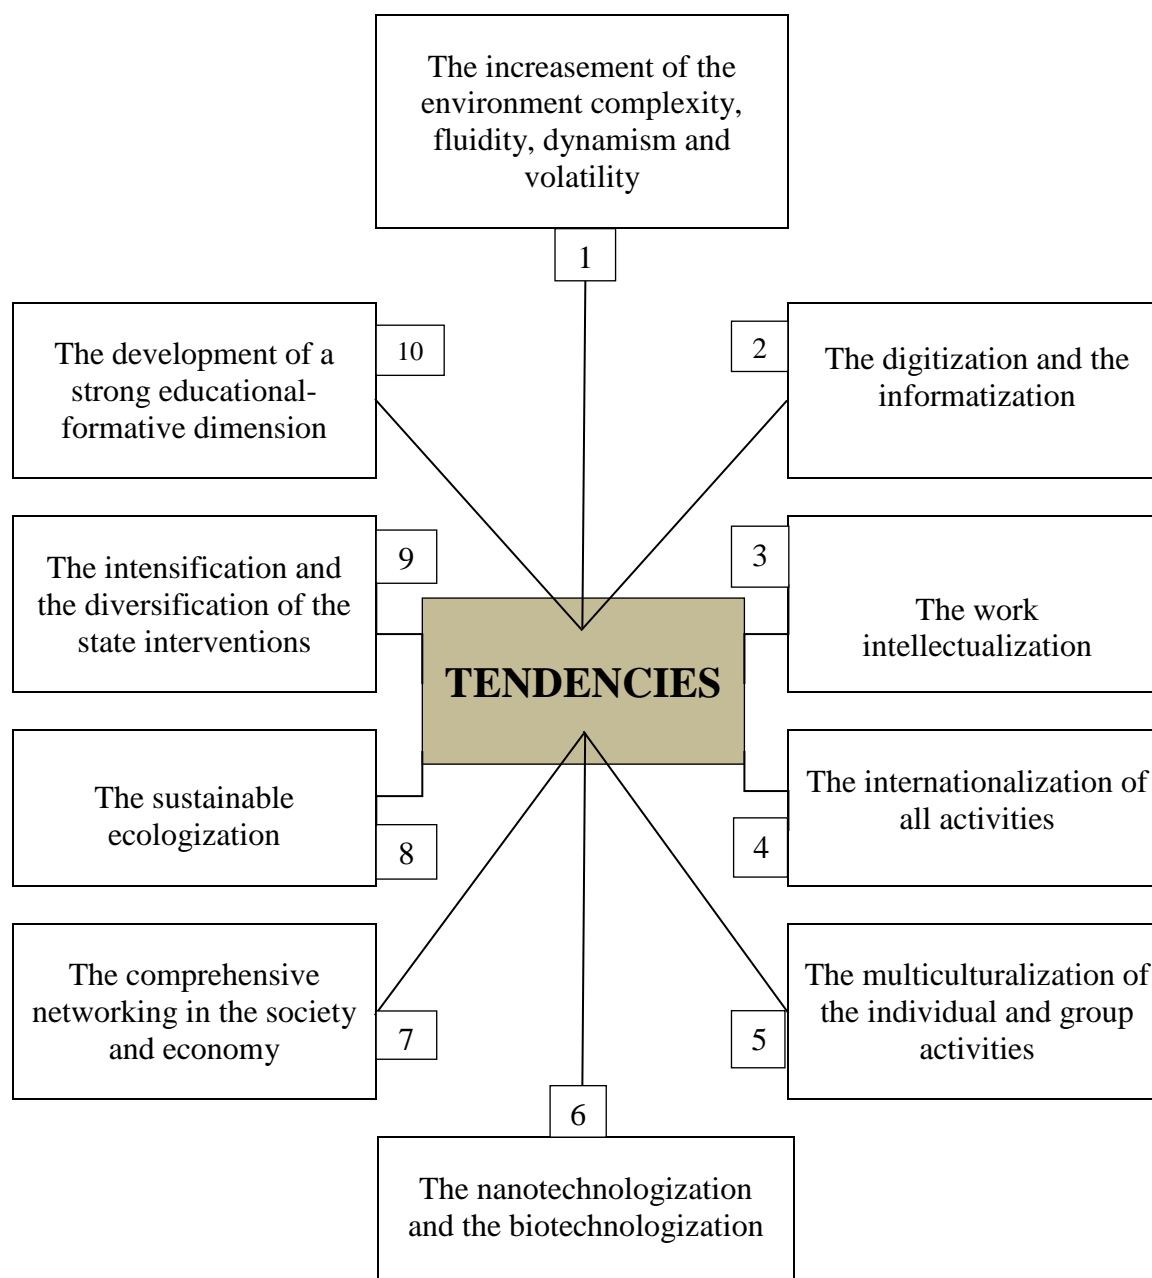 The increasement of the
environment complexity,
fluidity, dynamism and
volatility
1
10
The development of a
strong educational-
formative dimension
2
The digitization and the
informatization
9
The intensification and
the diversification of the
state interventions
3
The work
intellectualization
TENDENCIES
The sustainable
ecologization
8
The internationalization of
all activities
4
The comprehensive
networking in the society
and economy
7
The multiculturalization of
the individual and group
activities
5
6
The nanotechnologization
and the biotechnologization